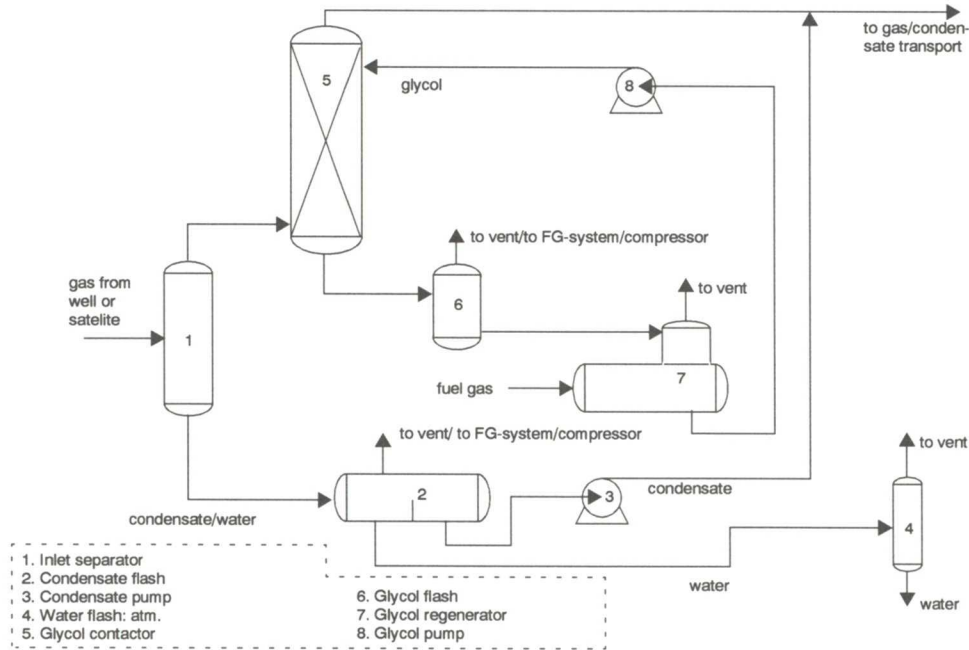 to gas/conden-
sate transport
5
glycol
8
to vent/to FG-system/compressor
gas from
well or
satelite
1
6
to vent
fuel gas
7
to vent/ to FG-system/compressor
to vent
2
3
condensate
4
condensate/water
water
water
1. Inlet separator
2. Condensate flash
3. Condensate pump
4. Water flash: atm.
5. Glycol contactor
6. Glycol flash
7. Glycol regenerator
8. Glycol pump